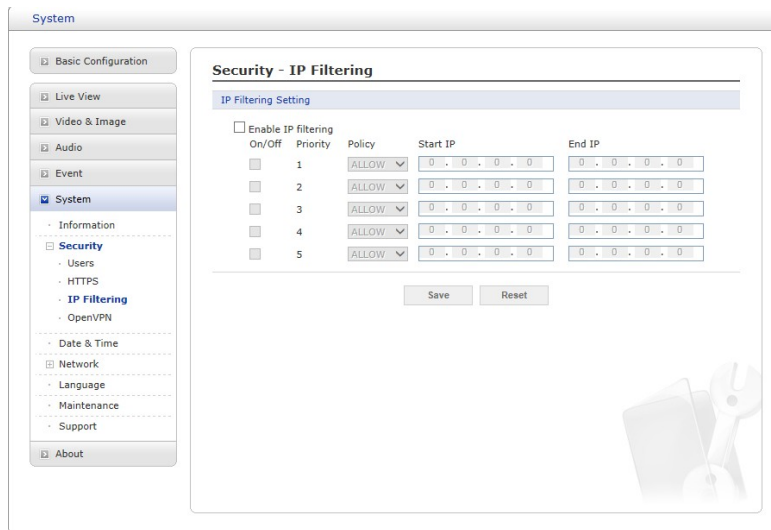 System
Basic Configuration
Live View
Video & Image
Audio
Event
System
Information
Security
Users
HTTPS
IP Filtering
OpenVPN
Date & Time
Network
Language
Maintenance
Support
About
Security - IP Filtering
IP Filtering Setting
Enable IP filtering
On/Off Priority Policy Start IP End IP
1 ALLOW 0 . 0 . 0 . 0 0 . 0 . 0 . 0
2 ALLOW 0 . 0 . 0 . 0 0 . 0 . 0 . 0
3 ALLOW 0 . 0 . 0 . 0 0 . 0 . 0 . 0
4 ALLOW 0 . 0 . 0 . 0 0 . 0 . 0 . 0
5 ALLOW 0 . 0 . 0 . 0 0 . 0 . 0 . 0
Save Reset